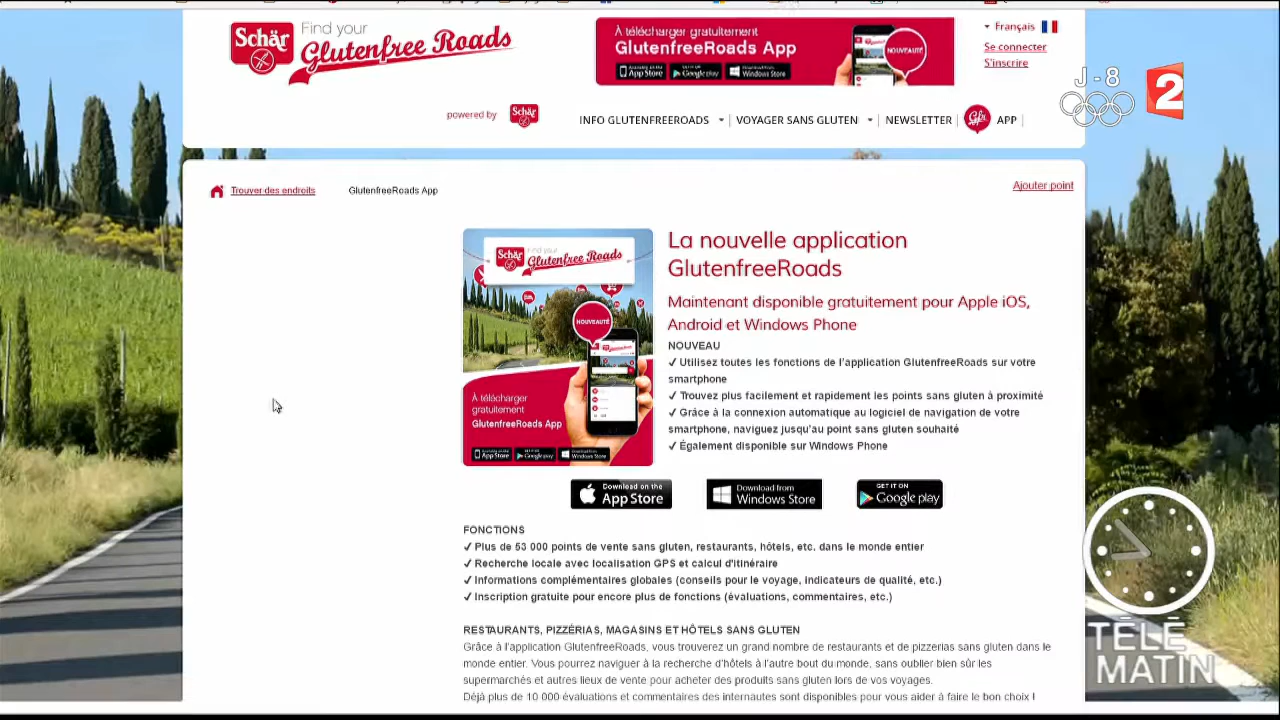 Schär
Find your
Glutenfree Roads
À télécharger gratuitement
GlutenfreeRoads App
NOUVEAUTÉ
App Store
Google play
Windows Store
Français
Se connecter
S'inscrire
J-8
2
powered by
Schär
INFO GLUTENFREEROADS
VOYAGER SANS GLUTEN
NEWSLETTER
APP
Trouver des endroits
GlutenfreeRoads App
Ajouter point
Schär
Find your
Glutenfree Roads
NOUVEAUTÉ
À télécharger
gratuitement
GlutenfreeRoads App
App Store
Google play
Windows Store
La nouvelle application
GlutenfreeRoads
Maintenant disponible gratuitement pour Apple iOS,
Android et Windows Phone
NOUVEAU
✓ Utilisez toutes les fonctions de l'application GlutenfreeRoads sur votre
smartphone
✓ Trouvez plus facilement et rapidement les points sans gluten à proximité
✓ Grâce à la connexion automatique au logiciel de navigation de votre
smartphone, naviguez jusqu'au point sans gluten souhaité
✓ Également disponible sur Windows Phone
Download on the
App Store
Download from
Windows Store
GET IT ON
Google play
FONCTIONS
✓ Plus de 53 000 points de vente sans gluten, restaurants, hôtels, etc. dans le monde entier
✓ Recherche locale avec localisation GPS et calcul d'itinéraire
✓ Informations complémentaires globales (conseils pour le voyage, indicateurs de qualité, etc.)
✓ Inscription gratuite pour encore plus de fonctions (évaluations, commentaires, etc.)
RESTAURANTS, PIZZÉRIAS, MAGASINS ET HÔTELS SANS GLUTEN
Grâce à l'application GlutenfreeRoads, vous trouverez un grand nombre de restaurants et de pizzerias sans gluten dans le
monde entier. Vous pourrez naviguer à la recherche d'hôtels à l'autre bout du monde, sans oublier bien sûr les
supermarchés et autres lieux de vente pour acheter des produits sans gluten lors de vos voyages.
Déjà plus de 10 000 évaluations et commentaires des internautes sont disponibles pour vous aider à faire le bon choix !
TÉLÉ
MATIN